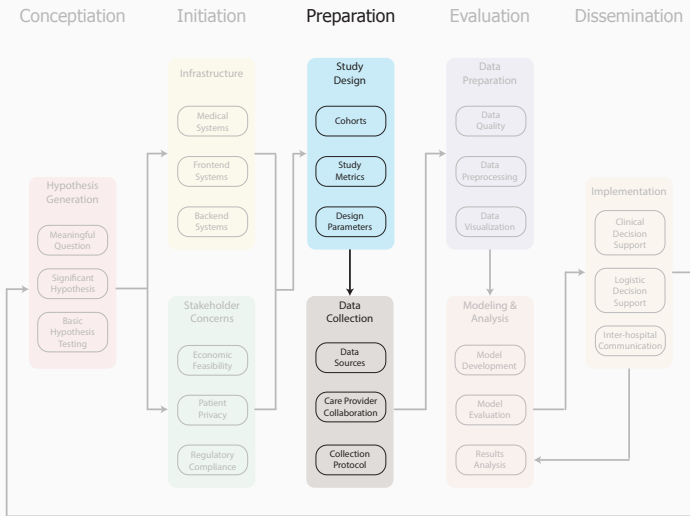 Conceptiation
Initiation
Preparation
Evaluation
Dissemination
Hypothesis
Generation
Meaningful
Question
Significant
Hypothesis
Basic
Hypothesis
Testing
Infrastructure
Medical
Systems
Frontend
Systems
Backend
Systems
Stakeholder
Concerns
Economic
Feasibility
Patient
Privacy
Regulatory
Compliance
Study
Design
Cohorts
Study
Metrics
Design
Parameters
Data
Collection
Data
Sources
Care Provider
Collaboration
Collection
Protocol
Data
Preparation
Data
Quality
Data
Preprocessing
Data
Visualization
Modeling &
Analysis
Model
Development
Model
Evaluation
Results
Analysis
Implementation
Clinical
Decision
Support
Logistic
Decision
Support
Inter-hospital
Communication